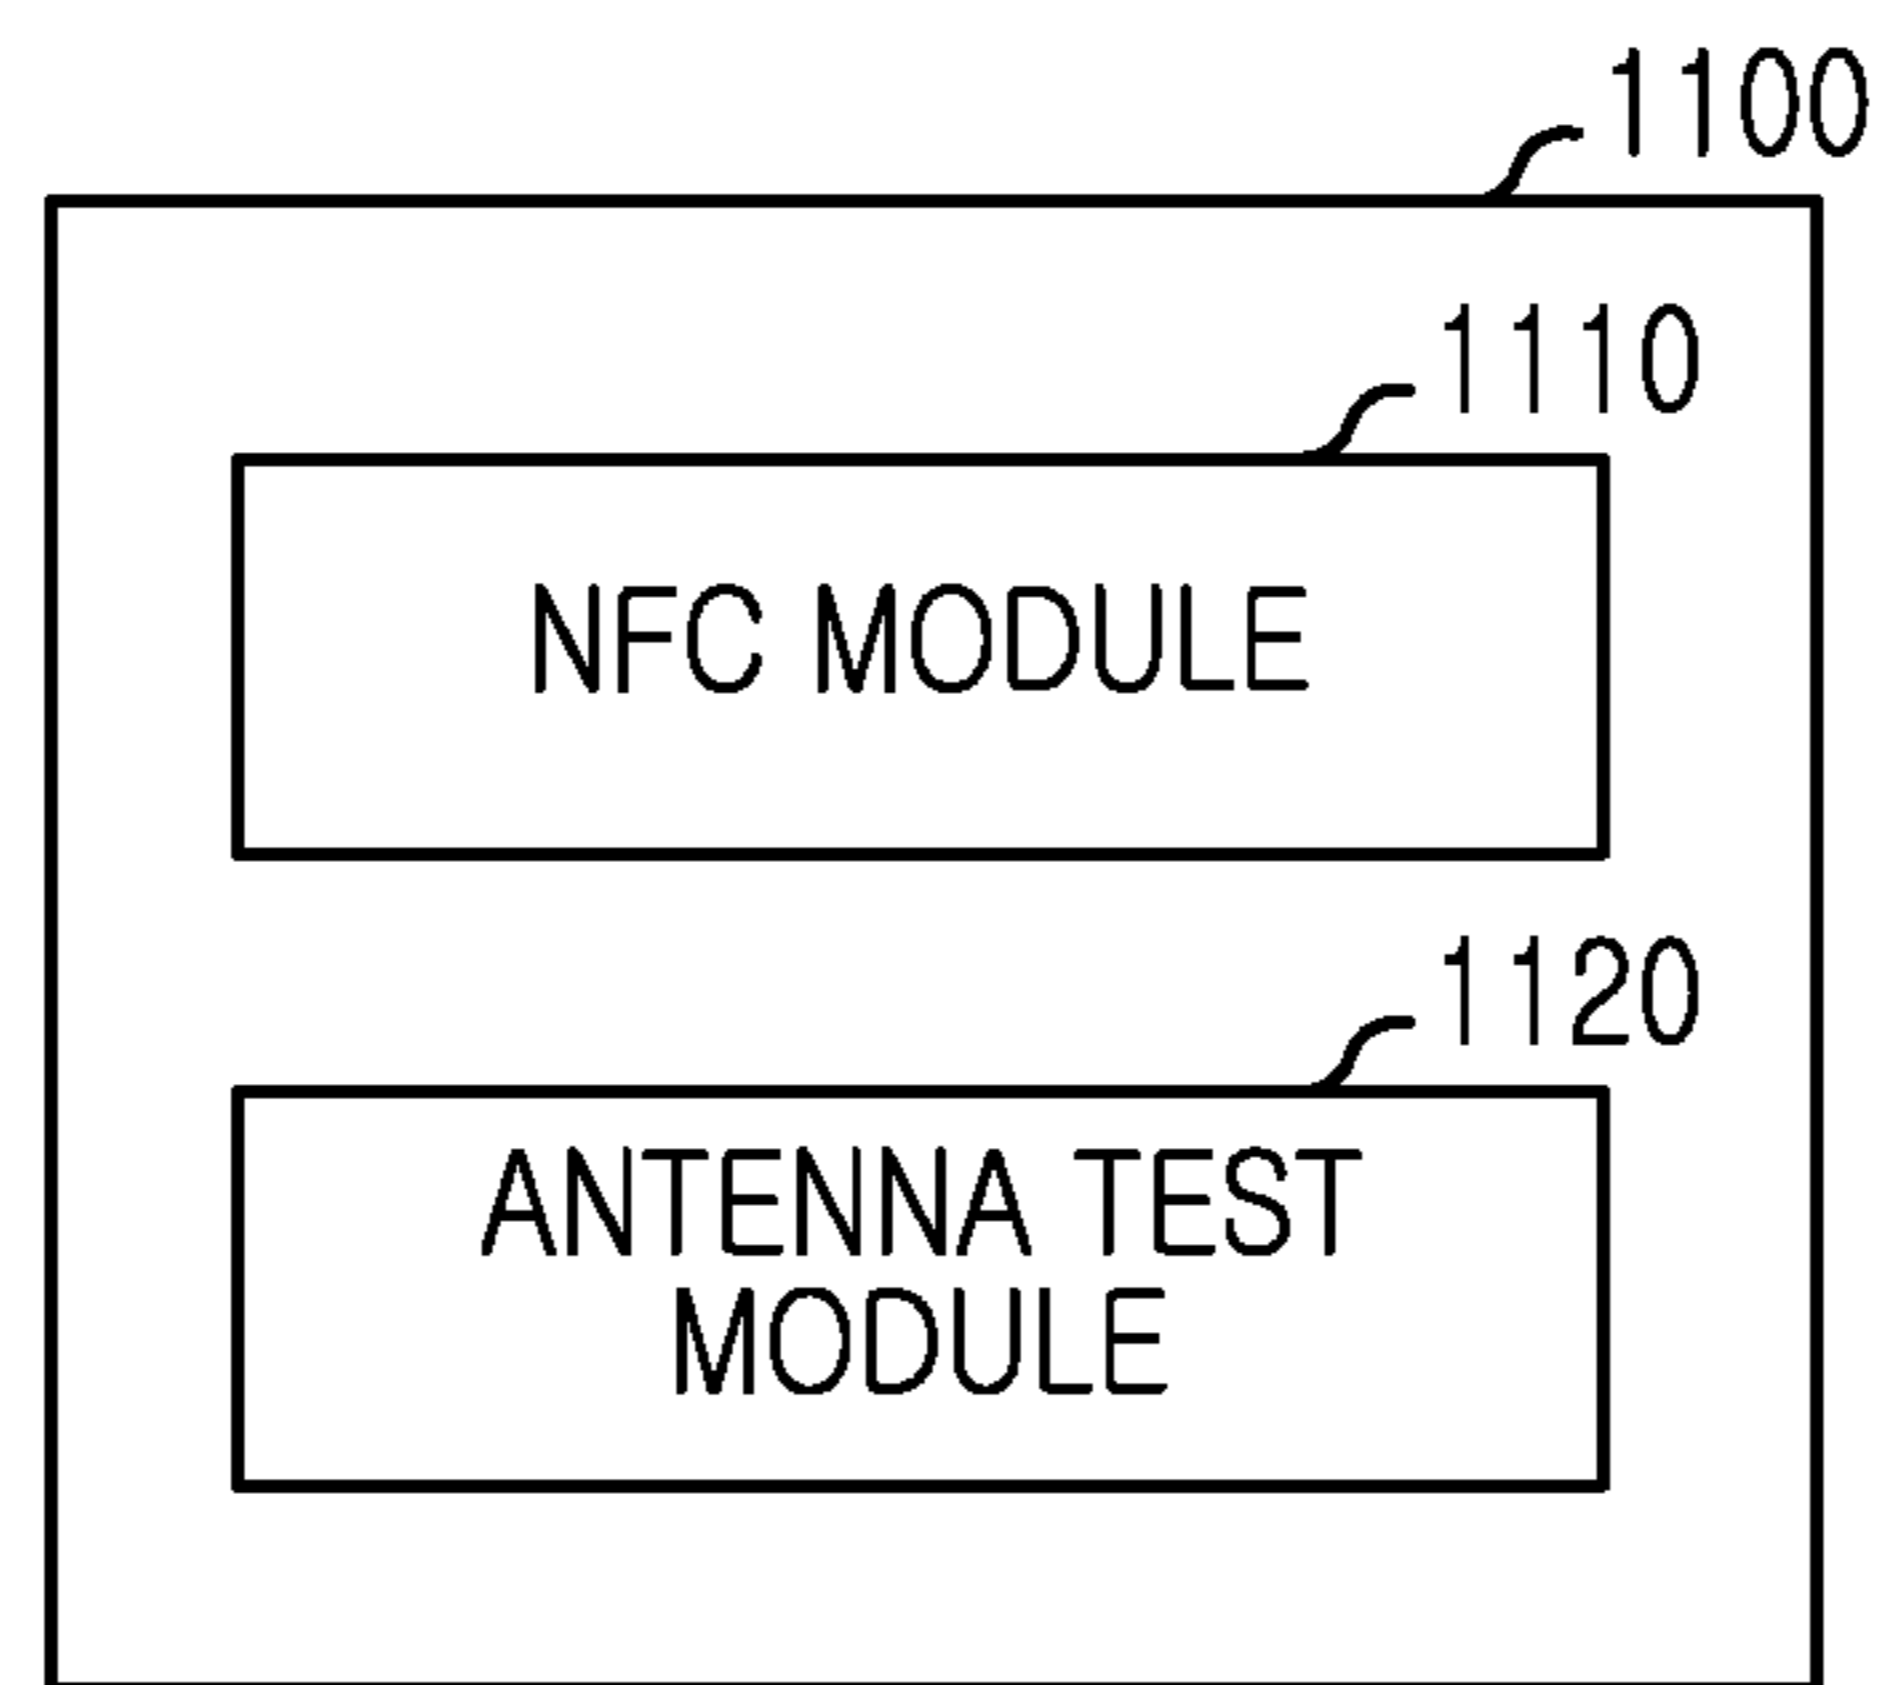 1100
1110
NFC MODULE
1120
ANTENNA TEST
MODULE